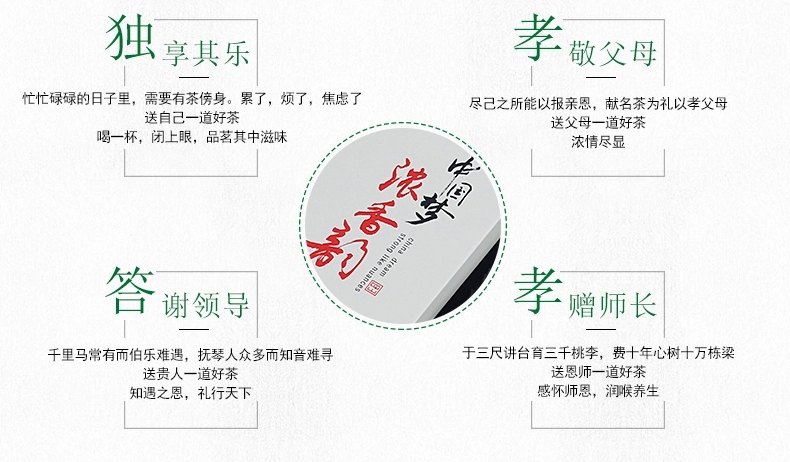 独享其乐
忙忙碌碌的日子里，需要有茶傍身。累了，烦了，焦虑了
送自己一道好茶
喝一杯，闭上眼，品茗其中滋味
孝敬父母
尽己之所能以报亲恩，献名茶为礼以孝父母
送父母一道好茶
浓情尽显
中国梦
浓香韵
china dream
strong like nuances
答谢领导
千里马常有而伯乐难遇，抚琴人众多而知音难寻
送贵人一道好茶
知遇之恩，礼行天下
孝赠师长
于三尺讲台育三千桃李，费十年心树十万栋梁
送恩师一道好茶
感怀师恩，润喉养生